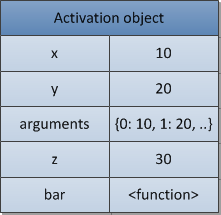 Activation object
x 10
y 20
arguments {0: 10, 1: 20, ..}
z 30
bar <function>